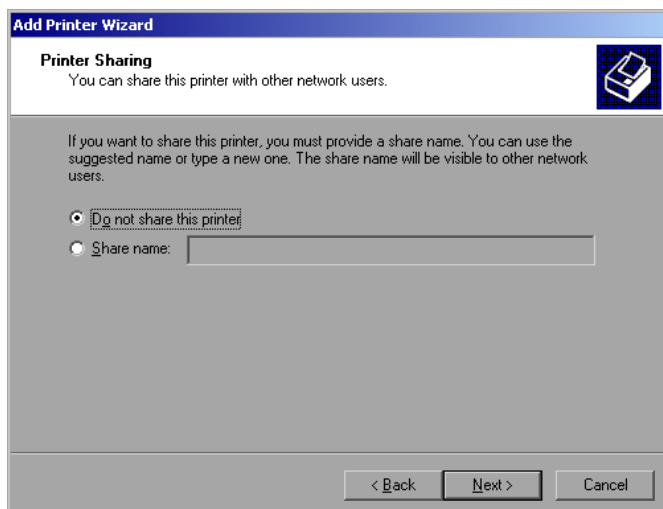 Add Printer Wizard
Printer Sharing
You can share this printer with other network users.
If you want to share this printer, you must provide a share name. You can use the
suggested name or type a new one. The share name will be visible to other network
users.
Do not share this printer
Share name:
< Back
Next >
Cancel